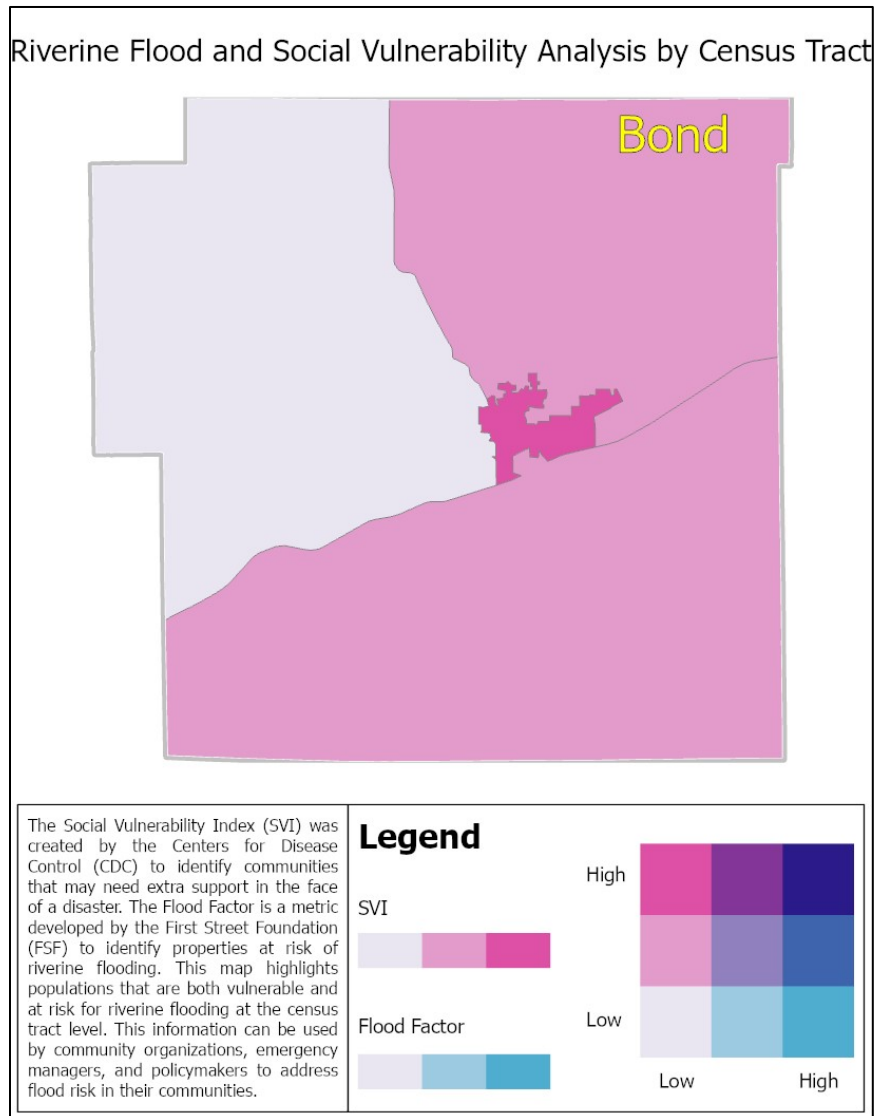 Riverine Flood and Social Vulnerability Analysis by Census Tract
Bond
The Social Vulnerability Index (SVI) was
created by the Centers for Disease
Control (CDC) to identify communities
that may need extra support in the face
of a disaster. The Flood Factor is a metric
developed by the First Street Foundation
(FSF) to identify properties at risk of
riverine flooding. This map highlights
populations that are both vulnerable and
at risk for riverine flooding at the census
tract level. This information can be used
by community organizations, emergency
managers, and policymakers to address
flood risk in their communities.
Legend
SVI
Flood Factor
High
Low
Low
High